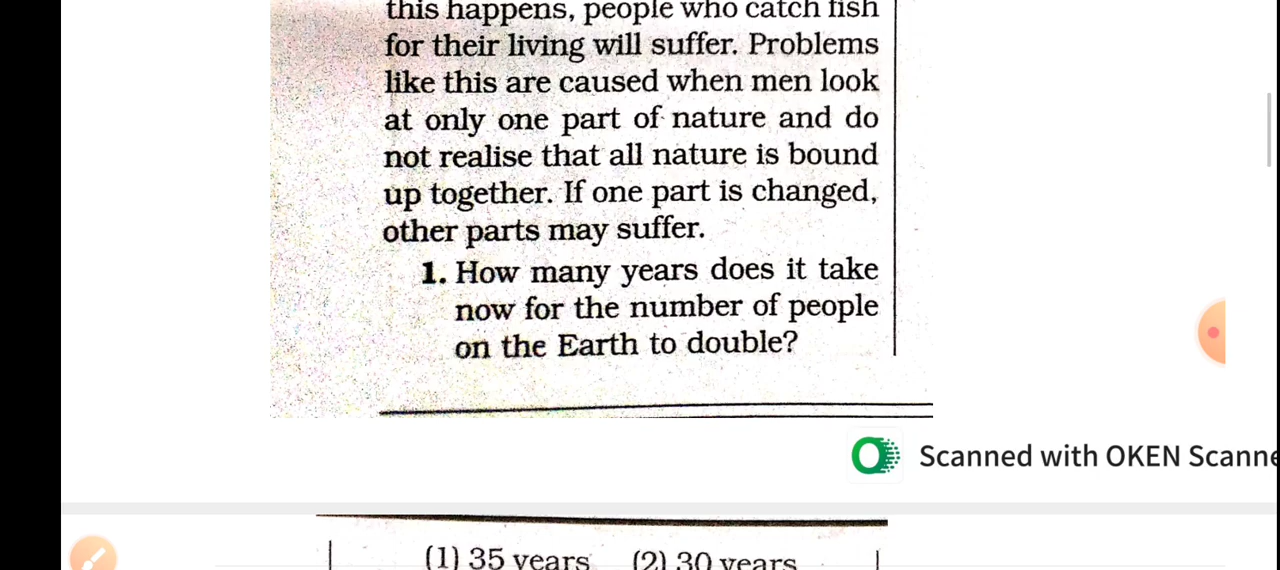 this happens, people who catch fish
for their living will suffer. Problems
like this are caused when men look
at only one part of nature and do
not realise that all nature is bound
up together. If one part is changed,
other parts may suffer.
1. How many years does it take
now for the number of people
on the Earth to double?
Scanned with OKEN Scanne
(1) 35 years (2) 30 years